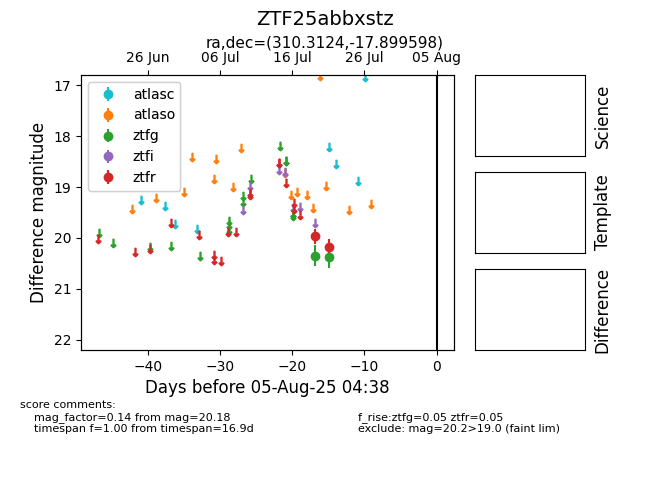 ZTF25abbxstz
ra,dec=(310.3124,-17.899598)
26 Jun 06 Jul 16 Jul 26 Jul 05 Aug
17
18
19
20
21
22
Difference magnitude
atlasc
atlaso
ztfg
ztfi
ztfr
−40 −30 −20 −10 0
Days before 05-Aug-25 04:38
Science
Template
Difference
score comments:
mag_factor=0.14 from mag=20.18
timespan f=1.00 from timespan=16.9d
f_rise:ztfg=0.05 ztfr=0.05
exclude: mag=20.2>19.0 (faint lim)